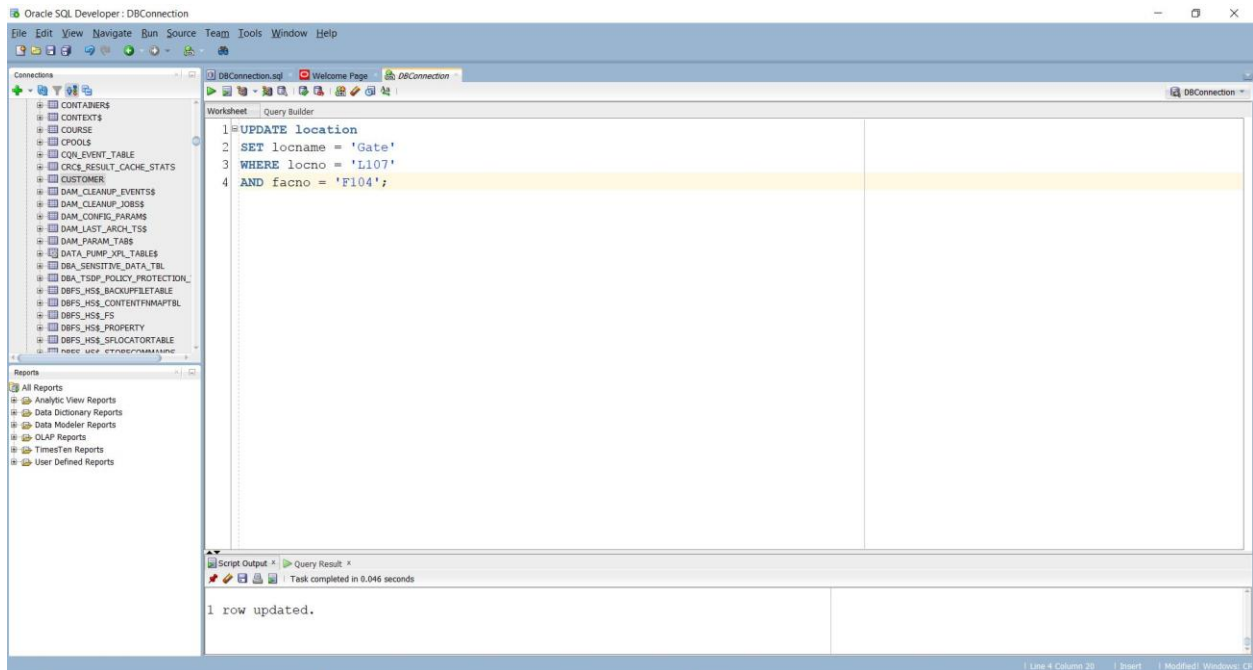 Oracle SQL Developer : DBConnection
File Edit View Navigate Run Source Team Tools Window Help
Connections
DBConnection.sql
Welcome Page
DBConnection
DBConnection
CONTAINER$
CONTEXT$
COURSE
CPOOL$
CQN_EVENT_TABLE
CRC$_RESULT_CACHE_STATS
CUSTOMER
DAM_CLEANUP_EVENTS$
DAM_CLEANUP_JOBS$
DAM_CONFIG_PARAM$
DAM_LAST_ARCH_TS$
DAM_PARAM_TAB$
DATA_PUMP_XPL_TABLE$
DBA_SENSITIVE_DATA_TBL
DBA_TSDP_POLICY_PROTECTION_
DBFS_HS$_BACKUPFILETABLE
DBFS_HS$_CONTENTFNMAPTBL
DBFS_HS$_FS
DBFS_HS$_PROPERTY
DBFS_HS$_SFLOCATORTABLE
Reports
All Reports
Analytic View Reports
Data Dictionary Reports
Data Modeler Reports
OLAP Reports
TimesTen Reports
User Defined Reports
Worksheet Query Builder
1 UPDATE location
2 SET locname = 'Gate'
3 WHERE locno = 'L107'
4 AND facno = 'F104';
Script Output x Query Result x
Task completed in 0.046 seconds
1 row updated.
Line 4 Column 20 Insert Modified Windows: CR